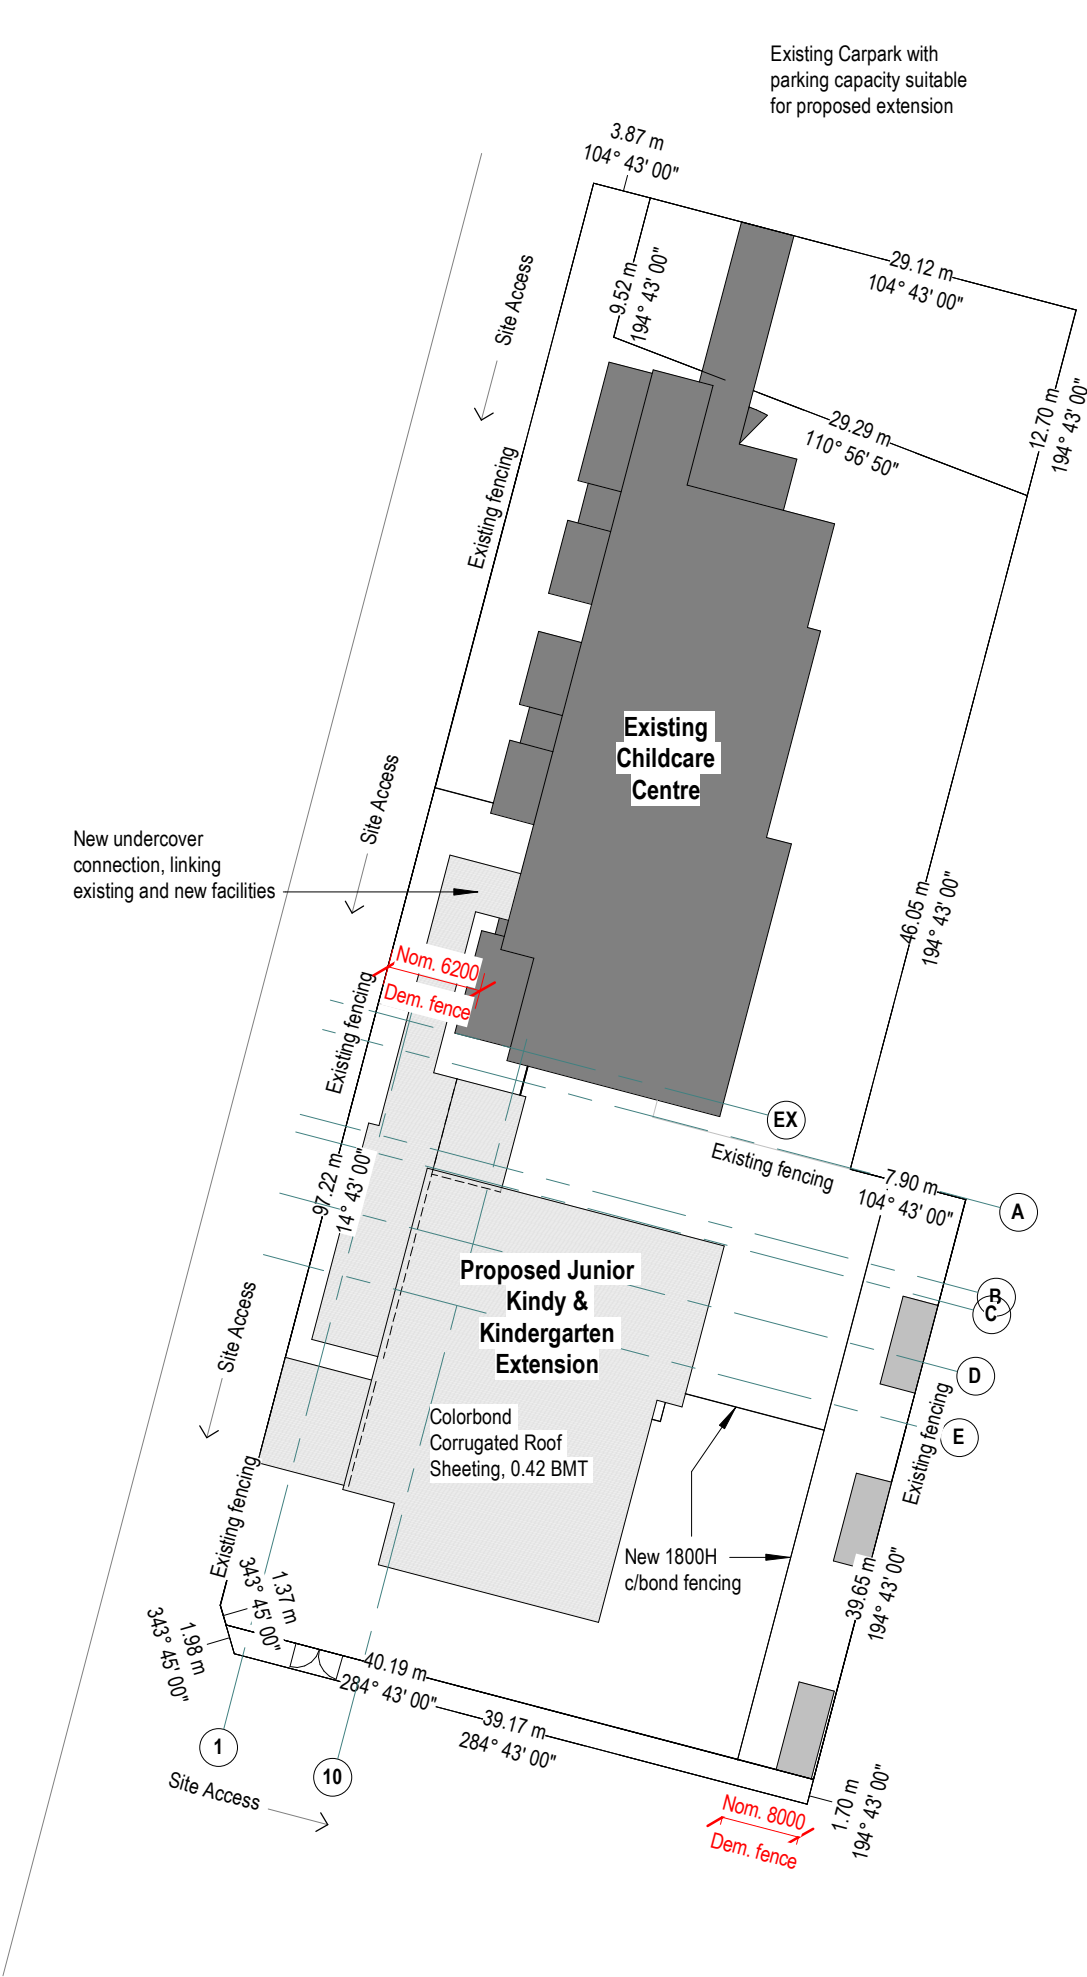 Existing Carpark with
parking capacity suitable
for proposed extension
3.87 m
104° 43' 00"
29.12 m
104° 43' 00"
9.52 m
194° 43' 00"
Site Access
12.70 m
194° 43' 00"
29.29 m
110° 56' 50"
Existing fencing
Existing
Childcare
Centre
Site Access
New undercover
connection, linking
existing and new facilities
46.05 m
194° 43' 00"
Nom. 6200
Dem. fence
Existing fencing
EX
Existing fencing
7.90 m
104° 43' 00"
A
97.22 m
14° 43' 00"
Proposed Junior
Kindy &
Kindergarten
Extension
B
C
D
E
Site Access
Colorbond
Corrugated Roof
Sheeting, 0.42 BMT
Existing fencing
Existing fencing
New 1800H
c/bond fencing
1.37 m
343° 45' 00"
1.98 m
343° 45' 00"
39.65 m
194° 43' 00"
40.19 m
284° 43' 00"
39.17 m
284° 43' 00"
1
10
Site Access
1.70 m
194° 43' 00"
Nom. 8000
Dem. fence